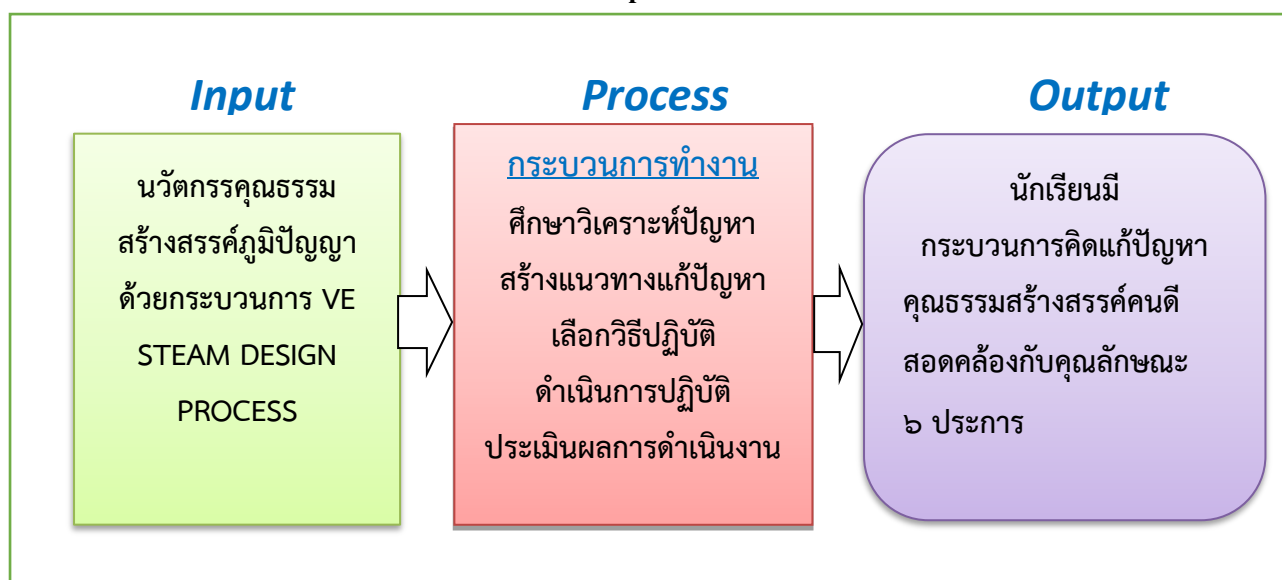 Input
นวัตกรรคุณธรรม
สร้างสรรค์ภูมิปัญญา
ด้วยกระบวนการ VE
STEAM DESIGN
PROCESS
Process
กระบวนการทำงาน
ศึกษาวิเคราะห์ปัญหา
สร้างแนวทางแก้ปัญหา
เลือกวิธีปฏิบัติ
ดำเนินการปฏิบัติ
ประเมินผลการดำเนินงาน
Output
นักเรียนมี
กระบวนการคิดแก้ปัญหา
คุณธรรมสร้างสรรค์คนดี
สอดคล้องกับคุณลักษณะ
๖ ประการ